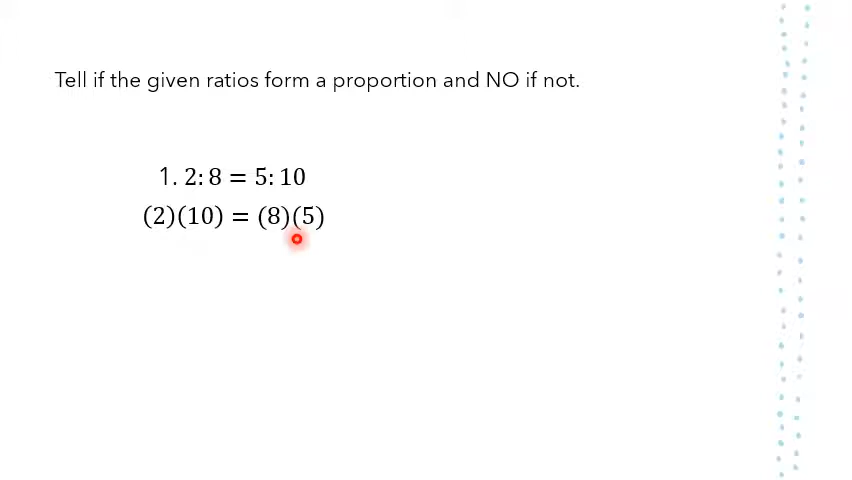 Tell if the given ratios form a proportion and NO if not.
1. 2: 8 = 5: 10
(2)(10) = (8)(5)